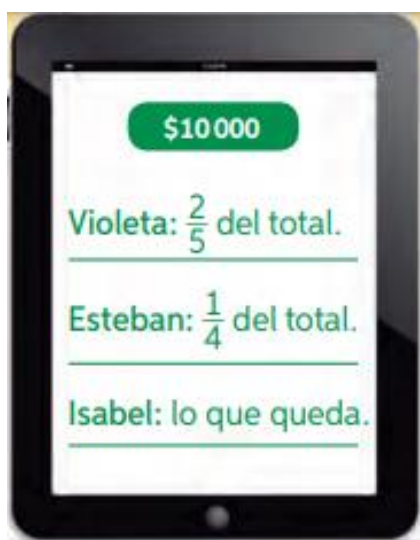 $10 000
Violeta: 2/5 del total.
Esteban: 1/4 del total.
Isabel: lo que queda.